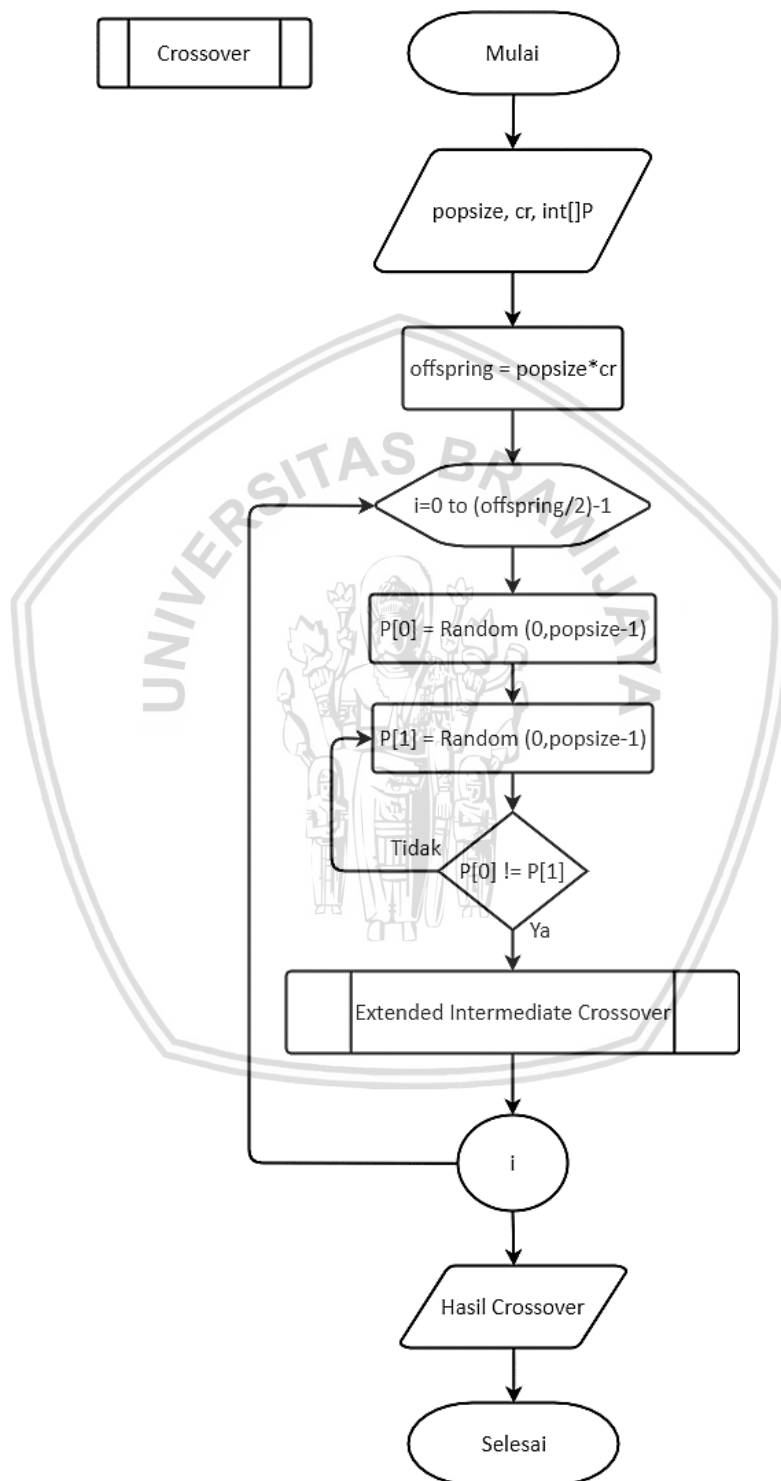 Crossover
Mulai
popsize, cr, int[]P
offspring = popsize*cr
UNIVERSITAS BRAWIJAYA
i=0 to (offspring/2)-1
P[0] = Random (0,popsize-1)
P[1] = Random (0,popsize-1)
Tidak
P[0] != P[1]
Ya
Extended Intermediate Crossover
i
Hasil Crossover
Selesai